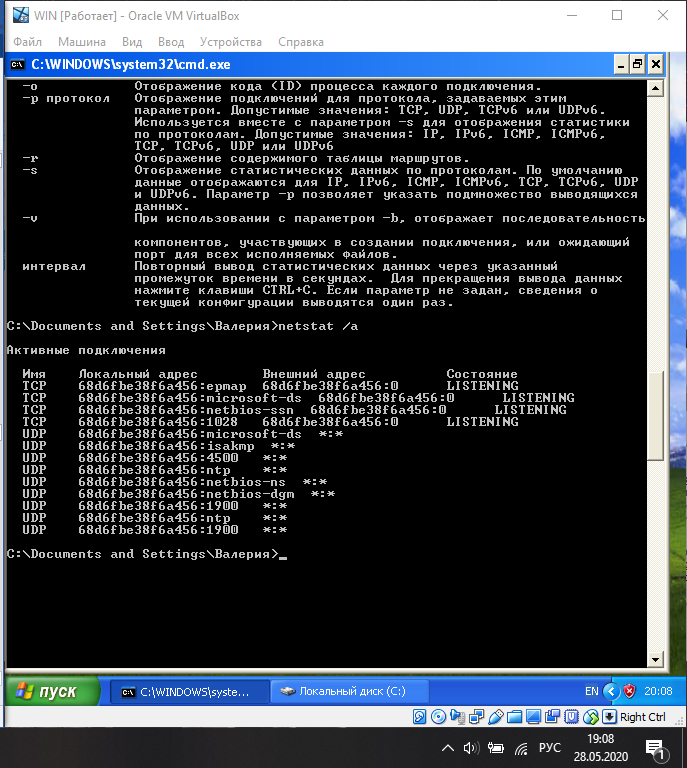 WIN [Работает] - Oracle VM VirtualBox
Файл Машина Вид Ввод Устройства Справка
C:\WINDOWS\system32\cmd.exe
-o Отображение кода (ID) процесса каждого подключения.
-p протокол Отображение подключений для протокола, задаваемых этим
параметром. Допустимые значения: TCP, UDP, TCPv6 или UDPv6.
Используется вместе с параметром -s для отображения статистики
по протоколам. Допустимые значения: IP, IPv6, ICMP, ICMPv6,
TCP, TCPv6, UDP или UDPv6
-r Отображение содержимого таблицы маршрутов.
-s Отображение статистических данных по протоколам. По умолчанию
данные отображаются для IP, IPv6, ICMP, ICMPv6, TCP, TCPv6, UDP
и UDPv6. Параметр -p позволяет указать подмножество выводящихся
данных.
-v При использовании с параметром -b, отображает последовательность
компонентов, участвующих в создании подключения, или ожидающий
порт для всех исполняемых файлов.
интервал Повторный вывод статистических данных через указанный
промежуток времени в секундах. Для прекращения вывода данных
нажмите клавиши CTRL+C. Если параметр не задан, сведения о
текущей конфигурации выводятся один раз.
C:\Documents and Settings\Валерия>netstat /a
Активные подключения
Имя Локальный адрес Внешний адрес Состояние
TCP 68d6fbe38f6a456:epmap 68d6fbe38f6a456:0 LISTENING
TCP 68d6fbe38f6a456:microsoft-ds 68d6fbe38f6a456:0 LISTENING
TCP 68d6fbe38f6a456:netbios-ssn 68d6fbe38f6a456:0 LISTENING
TCP 68d6fbe38f6a456:1028 68d6fbe38f6a456:0 LISTENING
UDP 68d6fbe38f6a456:microsoft-ds *:*
UDP 68d6fbe38f6a456:isakmp *:*
UDP 68d6fbe38f6a456:4500 *:*
UDP 68d6fbe38f6a456:ntp *:*
UDP 68d6fbe38f6a456:netbios-ns *:*
UDP 68d6fbe38f6a456:netbios-dgm *:*
UDP 68d6fbe38f6a456:1900 *:*
UDP 68d6fbe38f6a456:ntp *:*
UDP 68d6fbe38f6a456:1900 *:*
C:\Documents and Settings\Валерия>_
пуск C:\WINDOWS\syste... Локальный диск (C:) EN 20:08
Right Ctrl
РУС 19:08
28.05.2020 1